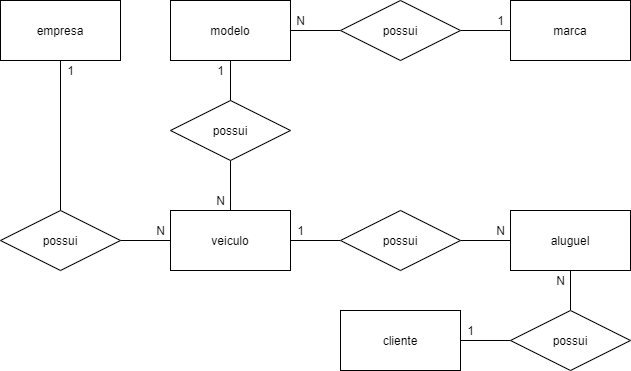 empresa
modelo
N
possui
1
marca
1
1
possui
N
possui
N
veiculo
1
possui
N
aluguel
N
cliente
1
possui